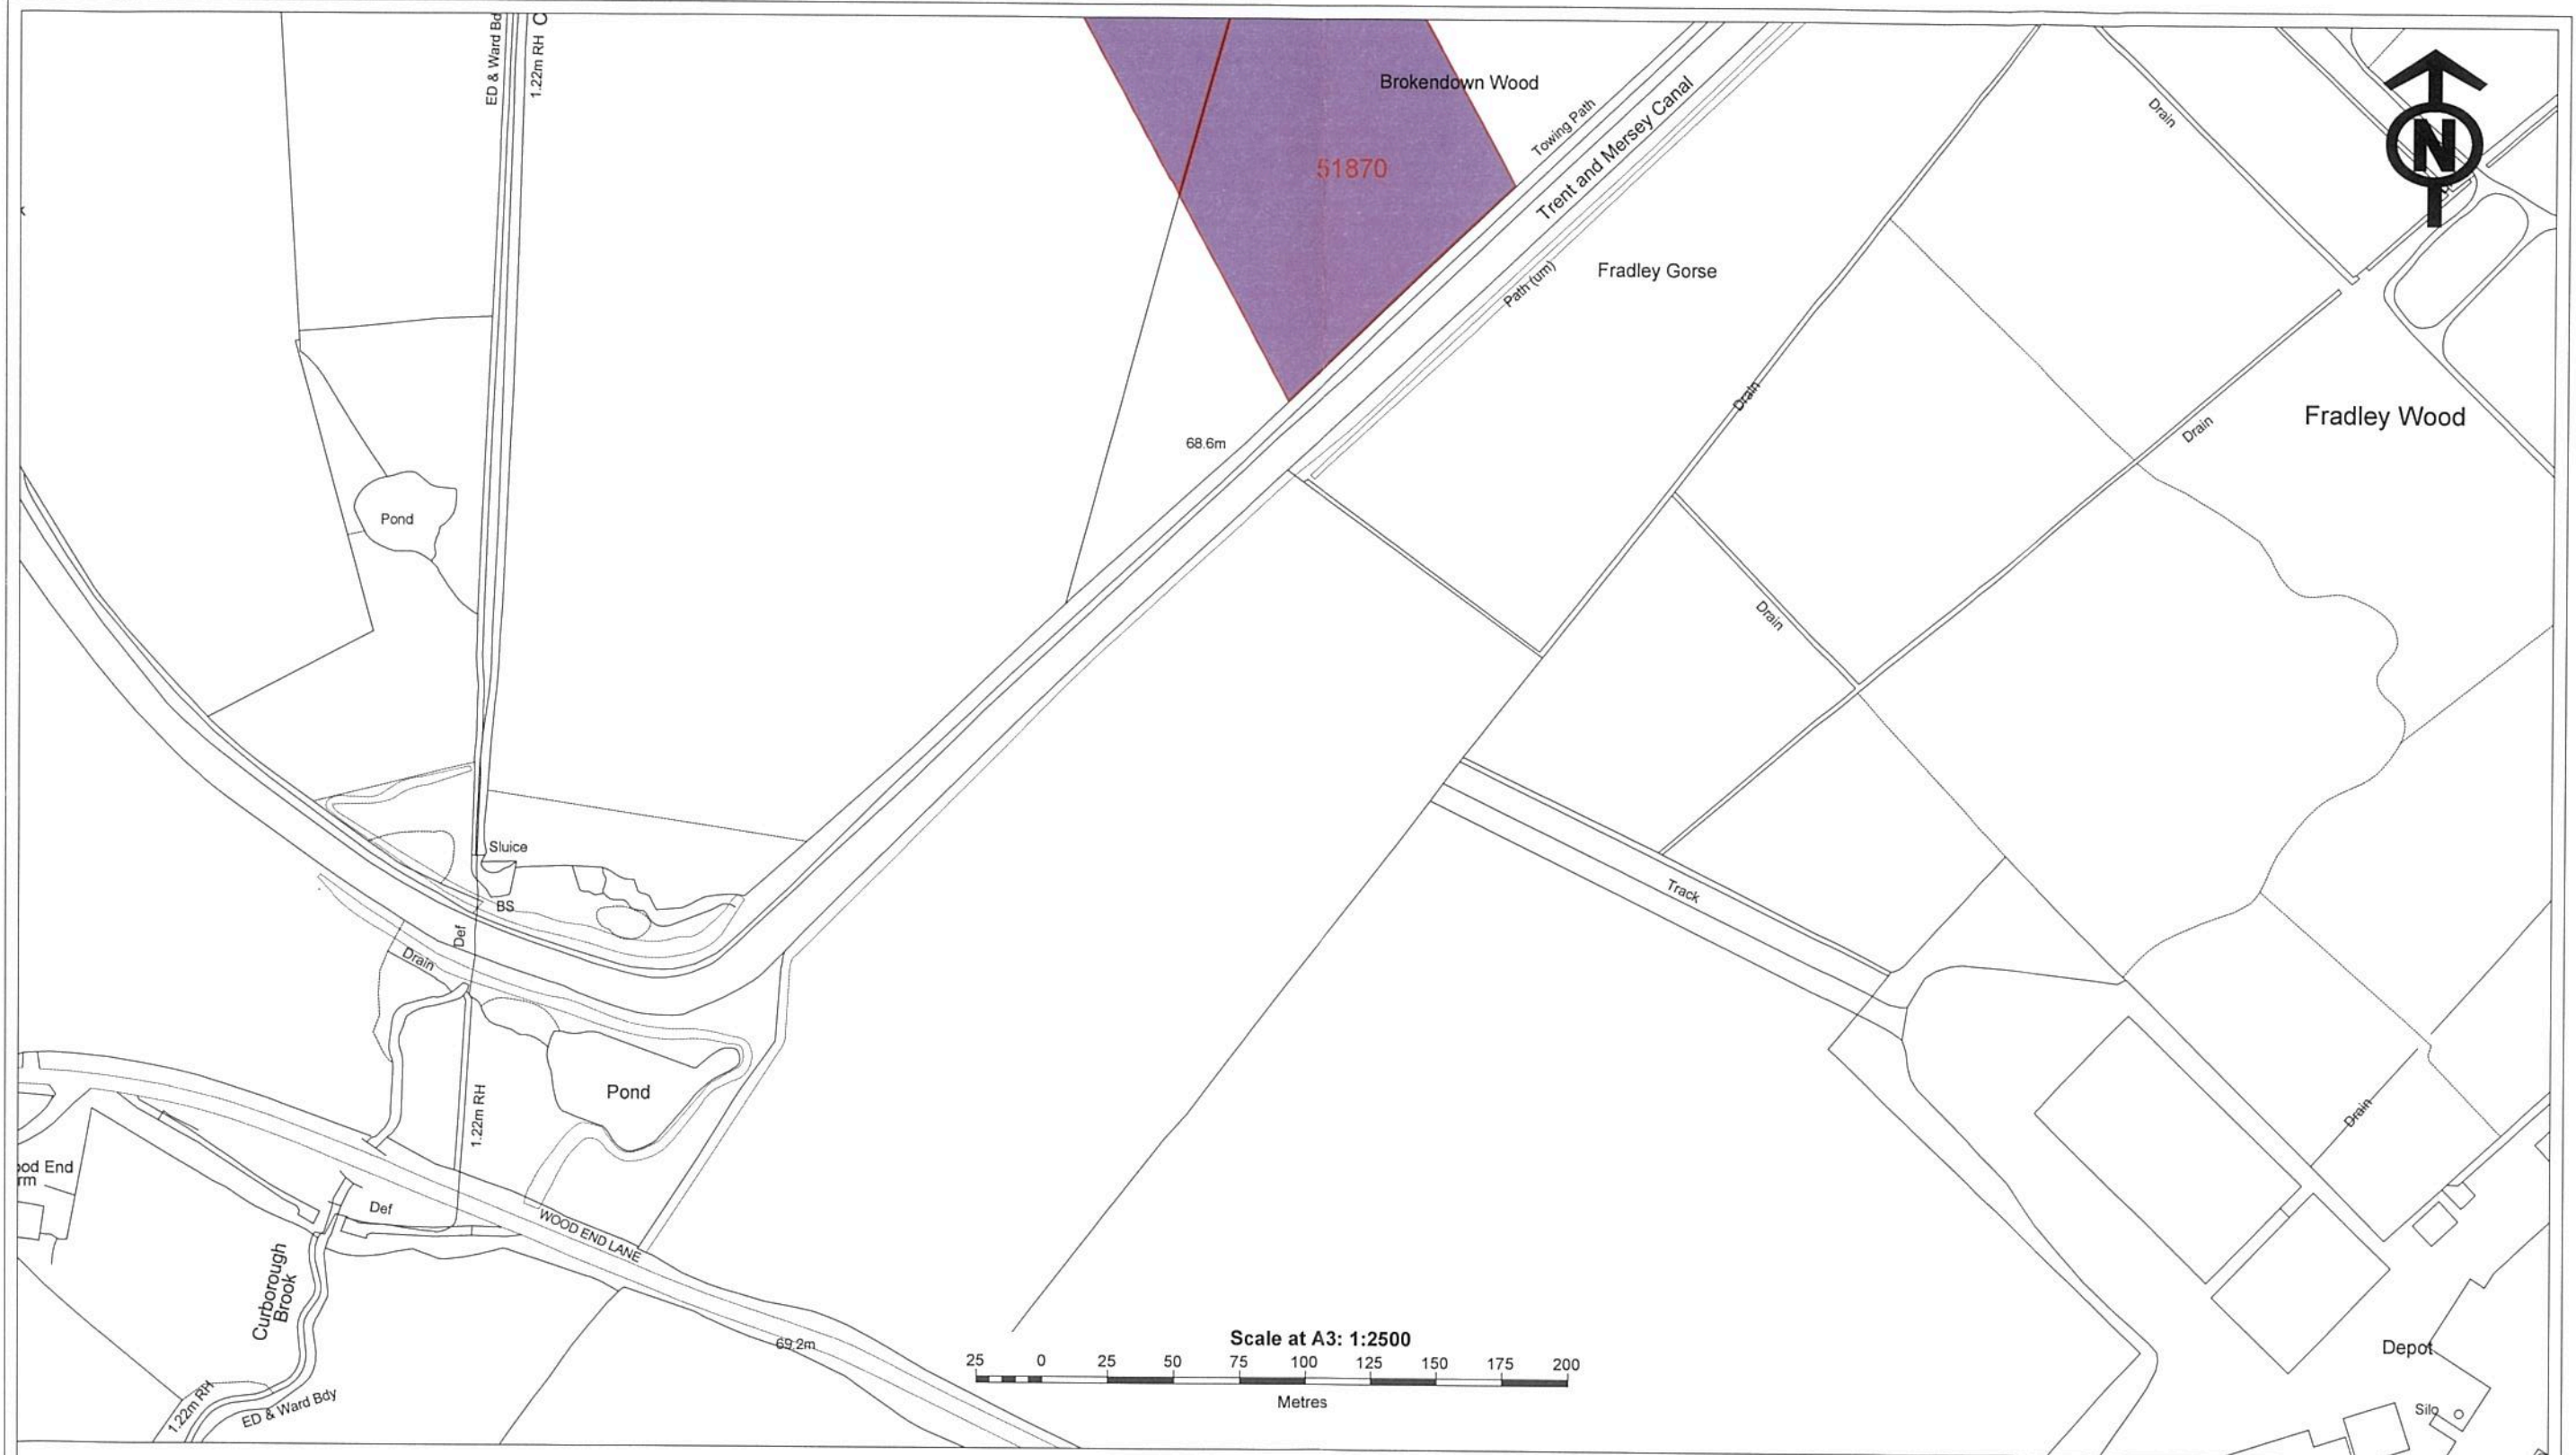 ED & Ward Bd
1.22m RH
C
Brokendown Wood
51870
Towing Path
Trent and Mersey Canal
Path (um)
Fradley Gorse
Drain
N
Drain
Drain
Fradley Wood
68.6m
Pond
Drain
Sluice
BS
Def
Drain
Track
Pond
1.22m RH
Drain
ood End
rm
Def
WOOD END LANE
Curborough
Brook
69.2m
1.22m RH
ED & Ward Bdy
Scale at A3: 1:2500
25 0 25 50 75 100 125 150 175 200
Metres
Depot
Silo